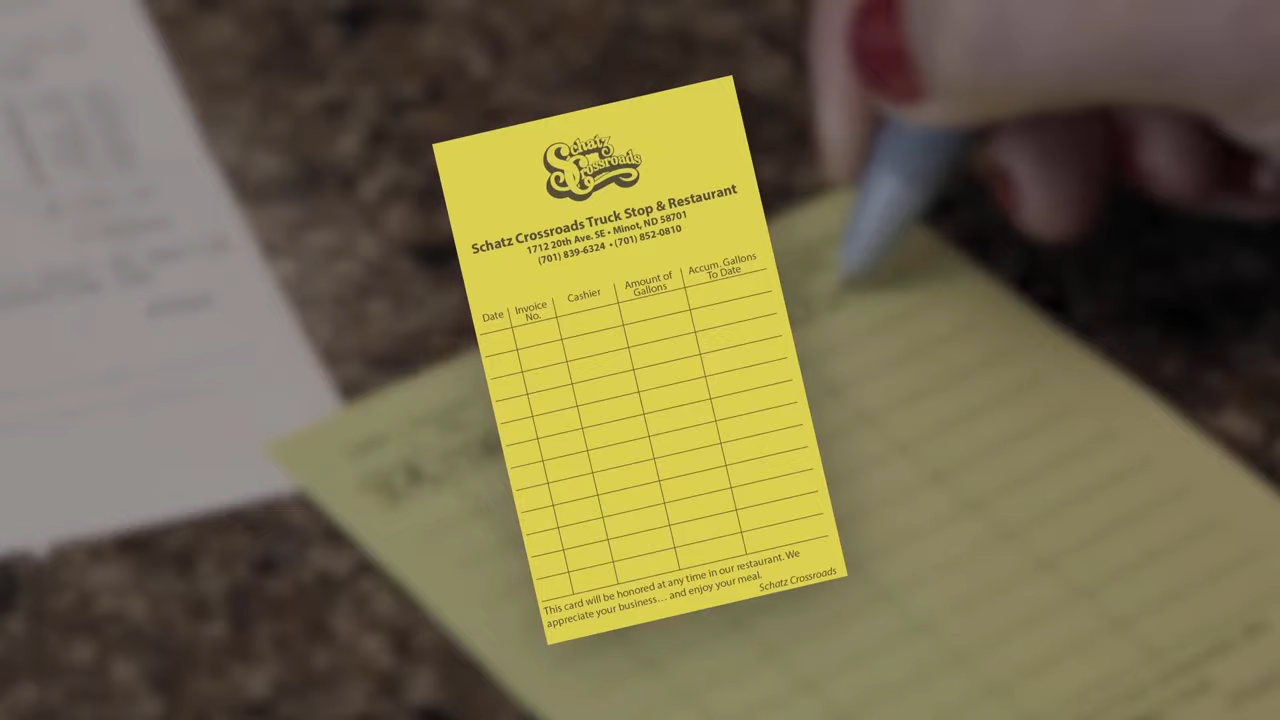 Schatz
Crossroads
Schatz Crossroads Truck Stop & Restaurant
1712 20th Ave. SE • Minot, ND 58701
(701) 839-6324 • (701) 852-0810
Date
Invoice No.
Cashier
Amount of Gallons
Accum. Gallons To Date
This card will be honored at any time in our restaurant. We
appreciate your business... and enjoy your meal.
Schatz Crossroads